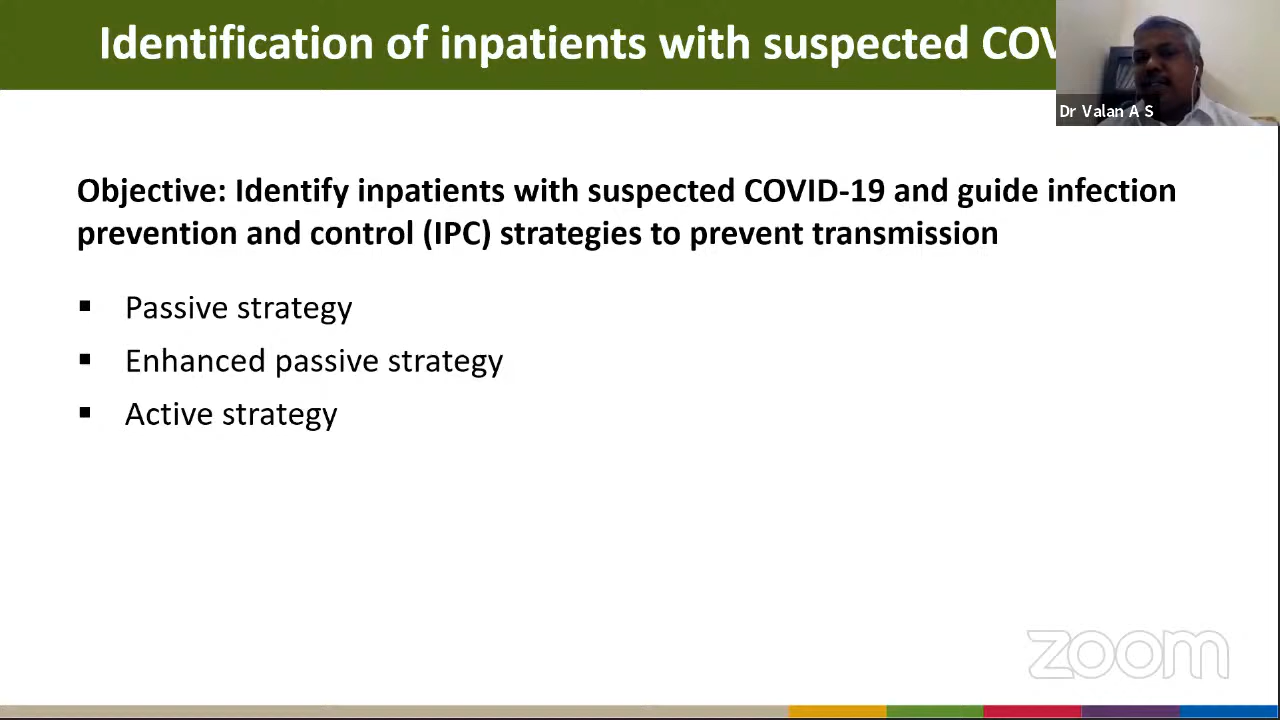 Identification of inpatients with suspected COV
Dr Valan A S
Objective: Identify inpatients with suspected COVID-19 and guide infection
prevention and control (IPC) strategies to prevent transmission
▪ Passive strategy
▪ Enhanced passive strategy
▪ Active strategy
zoom